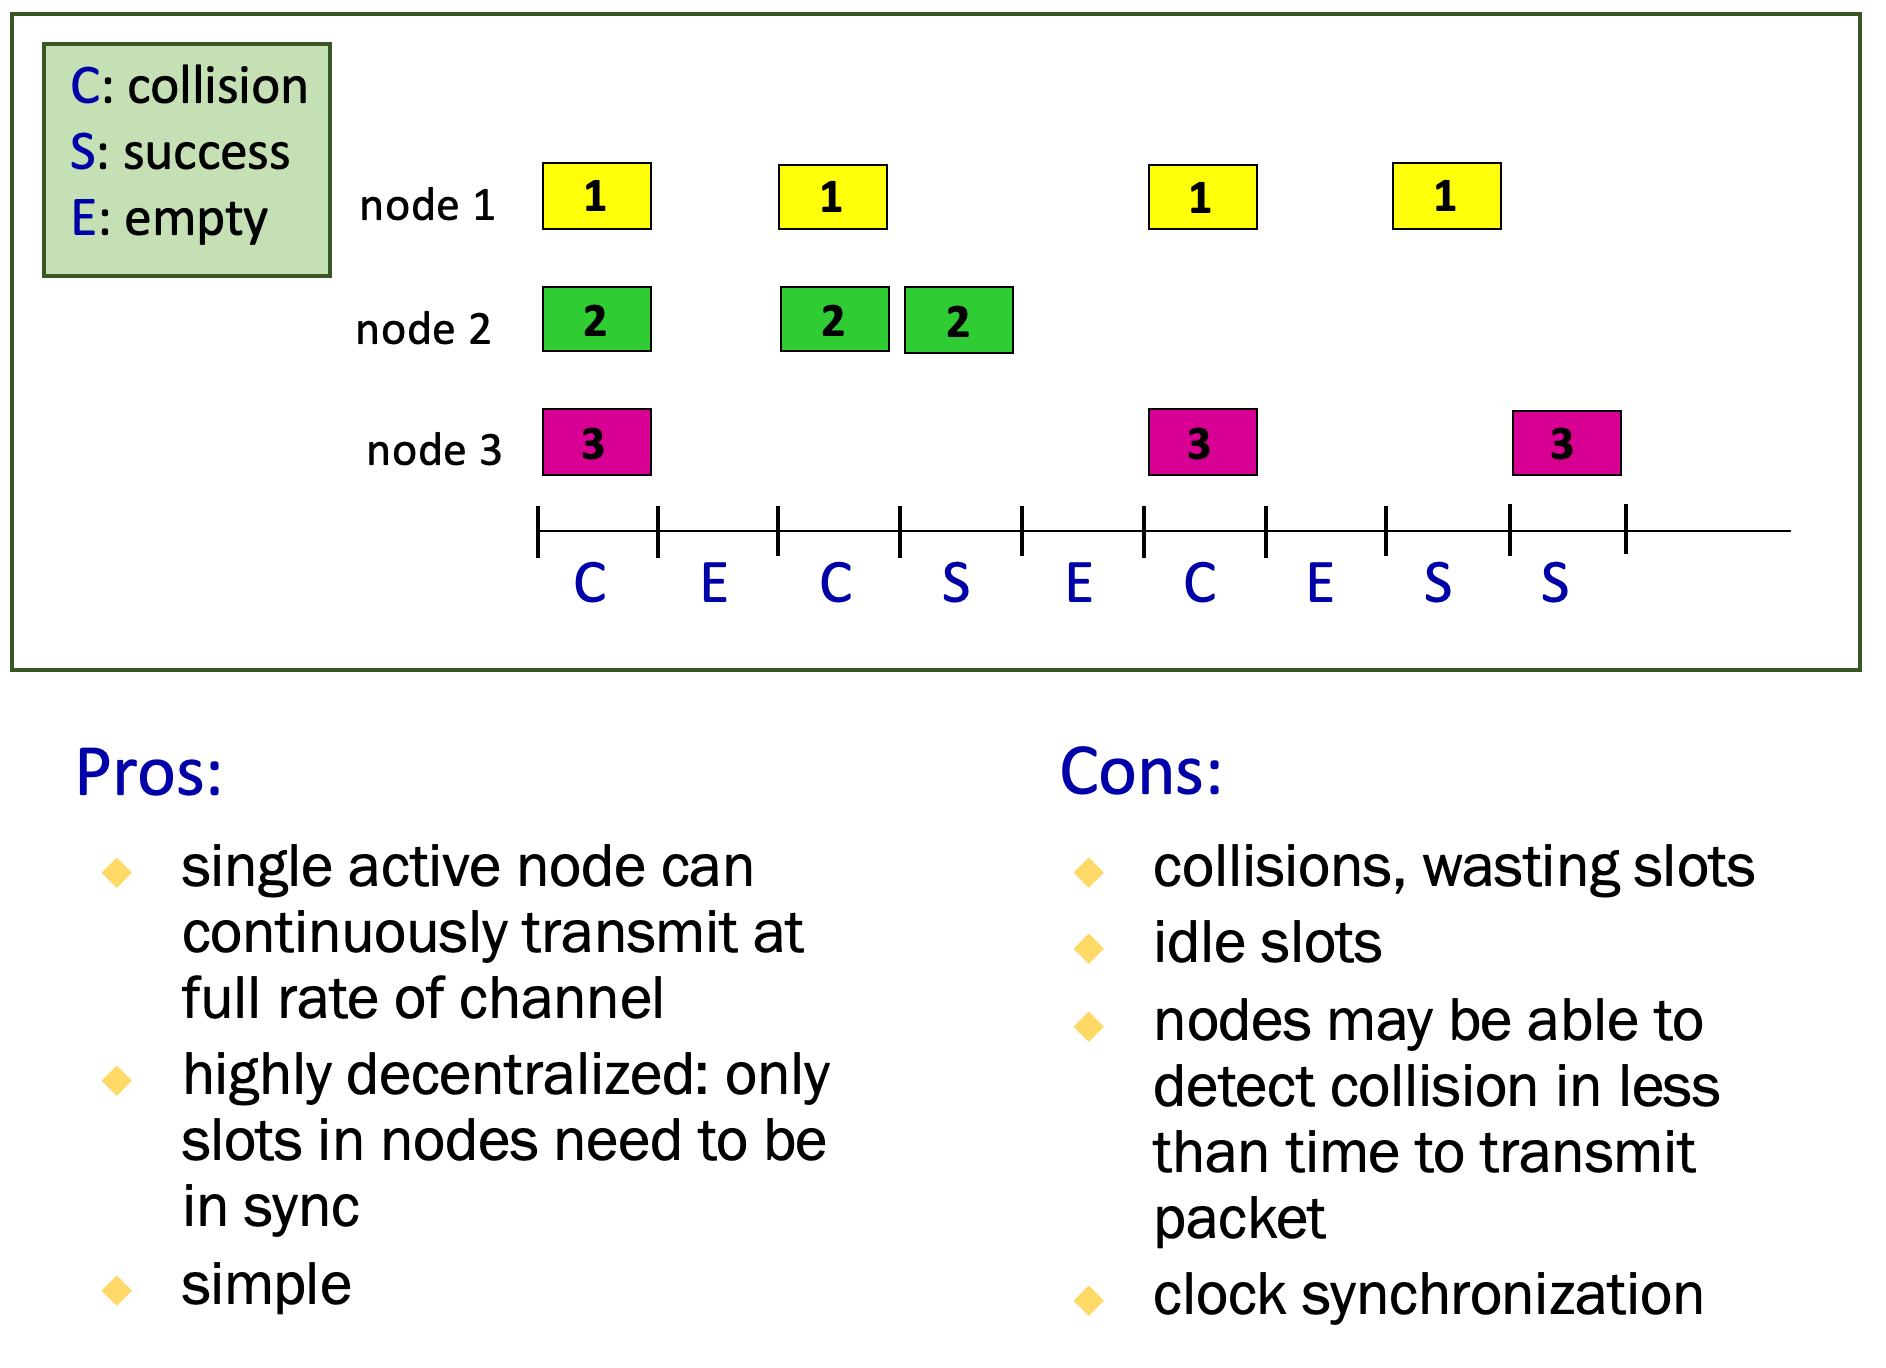 C: collision
S: success
E: empty
node 1
1
1
1
1
node 2
2
2
2
node 3
3
3
3
C E C S E C E S S
Pros:
single active node can
continuously transmit at
full rate of channel
highly decentralized: only
slots in nodes need to be
in sync
simple
Cons:
collisions, wasting slots
idle slots
nodes may be able to
detect collision in less
than time to transmit
packet
clock synchronization